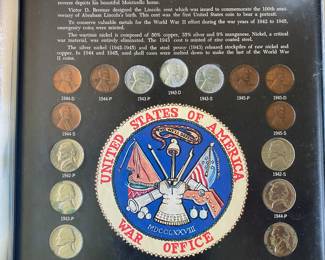 reverse depicts his beautiful Monticello home.
Victor D. Brenner designed the Lincoln cent which was issued to commemorate the 100th anni-
versary of Abraham Lincoln's birth. This cent was the first United States coin to bear a portrait.
To conserve valuable metals for the World War II effort during the war years of 1942 to 1945,
emergency coins were minted.
The wartime nickel is composed of 56% copper, 35% silver and 9% manganese. Nickel, a critical
war material, was entirely eliminated. The 1943 cent is minted of zinc coated steel.
The silver nickel (1942-1945) and the steel penny (1943) released stockpiles of raw nickel and
copper. In 1944 and 1945, used shell cases were melted down to make the last of the World War
II coins.
1944-D
1944-P
1943-P
1943-D
1943-S
1945-P
1945-D
1944-S
1945-S
1942-P
1942-S
1943-P
UNITED STATES OF AMERICA
WAR OFFICE
MDCCLXXVIII